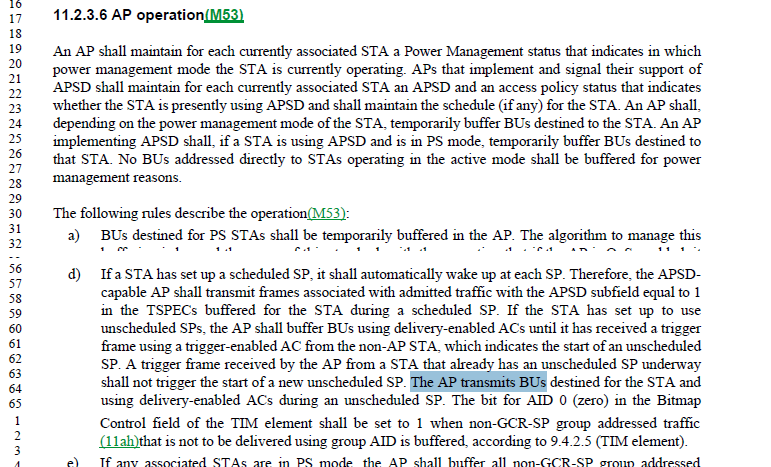 16
17 11.2.3.6 AP operation(M53)
18
19 An AP shall maintain for each currently associated STA a Power Management status that indicates in which
20 power management mode the STA is currently operating. APs that implement and signal their support of
21 APSD shall maintain for each currently associated STA an APSD and an access policy status that indicates
22 whether the STA is presently using APSD and shall maintain the schedule (if any) for the STA. An AP shall,
23
24 depending on the power management mode of the STA, temporarily buffer BUs destined to the STA. An AP
25 implementing APSD shall, if a STA is using APSD and is in PS mode, temporarily buffer BUs destined to
26 that STA. No BUs addressed directly to STAs operating in the active mode shall be buffered for power
27
28 management reasons.
29
30 The following rules describe the operation(M53):
31 a) BUs destined for PS STAs shall be temporarily buffered in the AP. The algorithm to manage this
32
56 d) If a STA has set up a scheduled SP, it shall automatically wake up at each SP. Therefore, the APSD-
57
58 capable AP shall transmit frames associated with admitted traffic with the APSD subfield equal to 1
59 in the TSPECs buffered for the STA during a scheduled SP. If the STA has set up to use
60 unscheduled SPs, the AP shall buffer BUs using delivery-enabled ACs until it has received a trigger
61 frame using a trigger-enabled AC from the non-AP STA, which indicates the start of an unscheduled
62
63 SP. A trigger frame received by the AP from a STA that already has an unscheduled SP underway
64 shall not trigger the start of a new unscheduled SP. The AP transmits BUs destined for the STA and
65 using delivery-enabled ACs during an unscheduled SP. The bit for AID 0 (zero) in the Bitmap
1 Control field of the TIM element shall be set to 1 when non-GCR-SP group addressed traffic
2 (11ah)that is not to be delivered using group AID is buffered, according to 9.4.2.5 (TIM element).
3
4 e) If any associated STAs are in PS mode, the AP shall buffer all non-GCR-SP group addressed